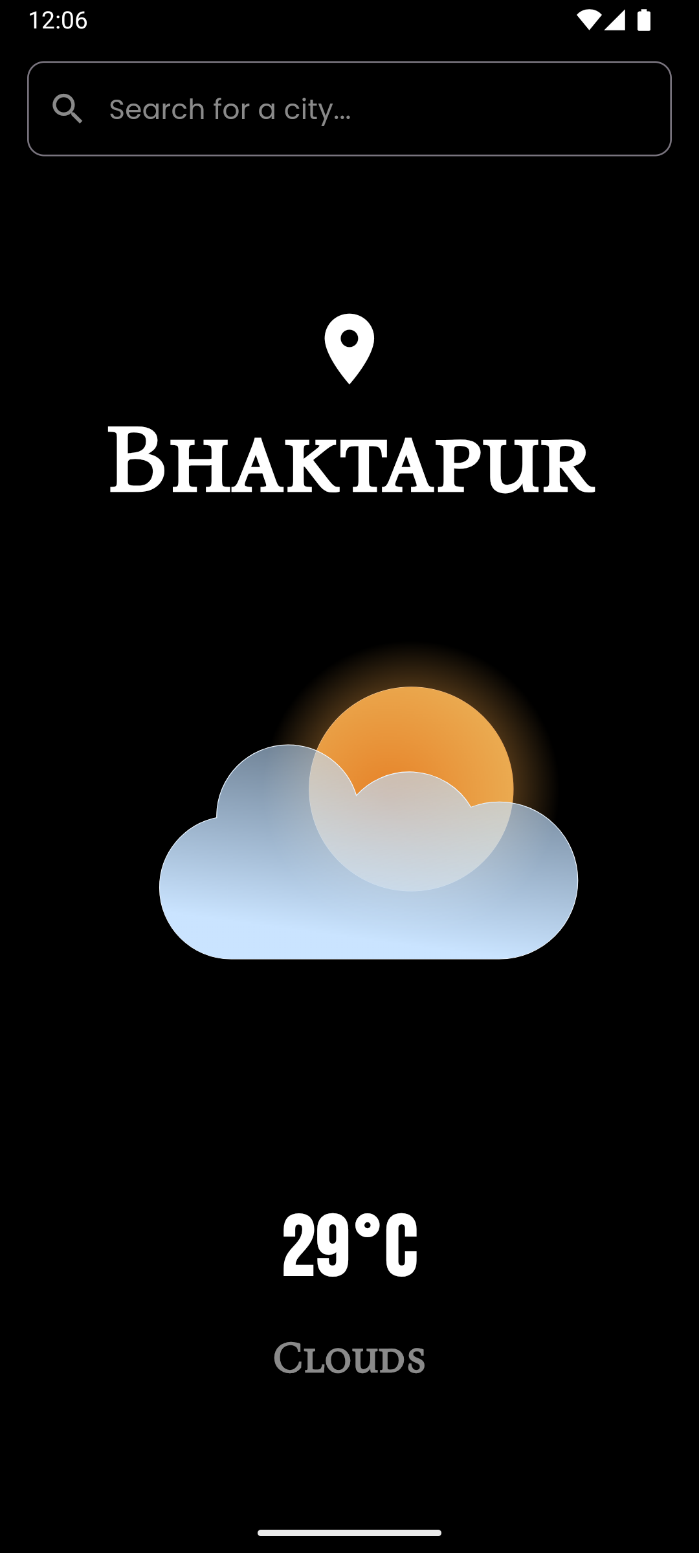 12:06
Search for a city...
Bhaktapur
29°C
Clouds